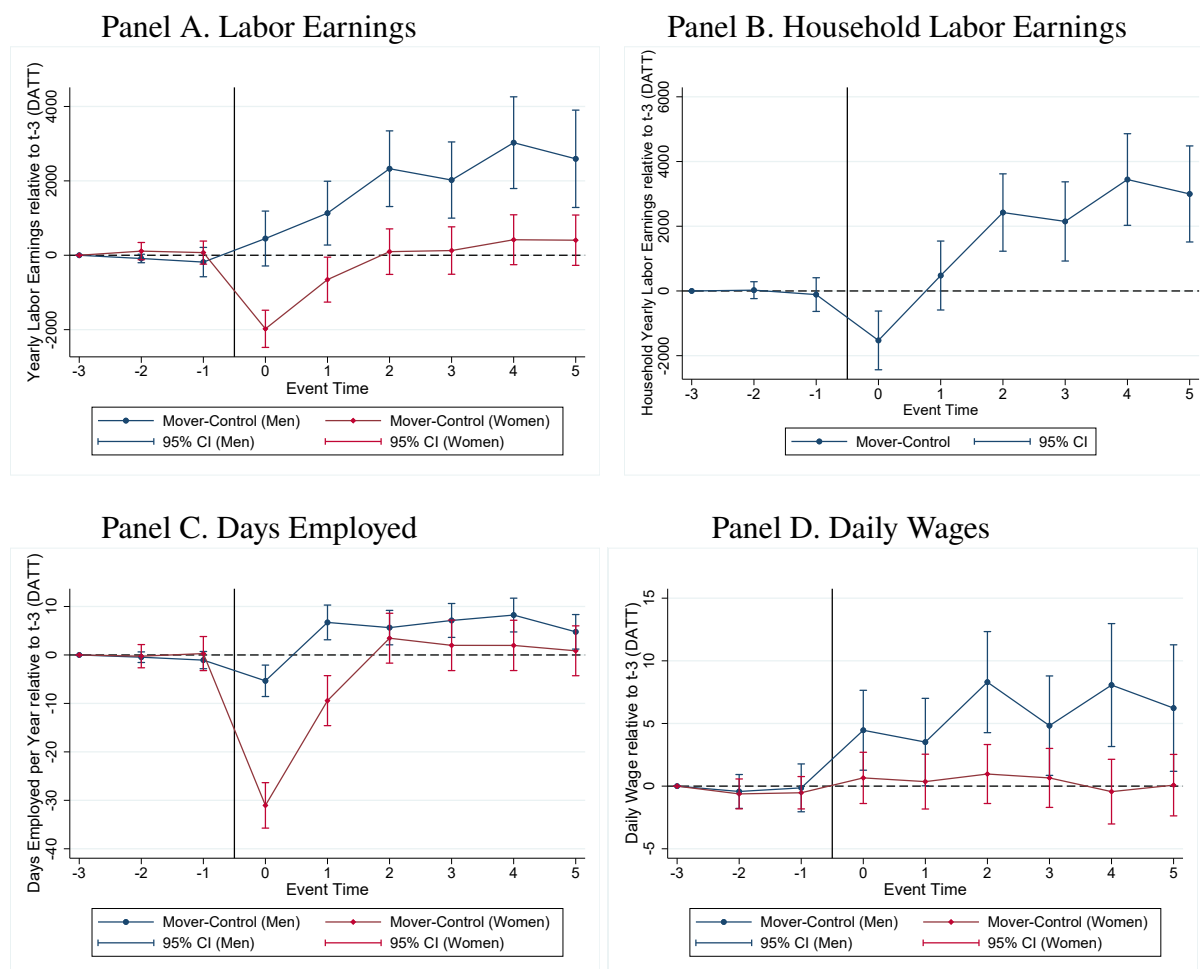 Panel A. Labor Earnings
Yearly Labor Earnings relative to t-3 (DATT)
4000
2000
0
-2000
-3 -2 -1 0 1 2 3 4 5
Event Time
Mover-Control (Men) Mover-Control (Women)
95% CI (Men) 95% CI (Women)
Panel B. Household Labor Earnings
Household Yearly Labor Earnings relative to t-3 (DATT)
6000
4000
2000
0
-2000
-3 -2 -1 0 1 2 3 4 5
Event Time
Mover-Control 95% CI
Panel C. Days Employed
Days Employed per Year relative to t-3 (DATT)
10
0
-10
-20
-30
-40
-3 -2 -1 0 1 2 3 4 5
Event Time
Mover-Control (Men) Mover-Control (Women)
95% CI (Men) 95% CI (Women)
Panel D. Daily Wages
Daily Wage relative to t-3 (DATT)
15
10
5
0
-5
-3 -2 -1 0 1 2 3 4 5
Event Time
Mover-Control (Men) Mover-Control (Women)
95% CI (Men) 95% CI (Women)